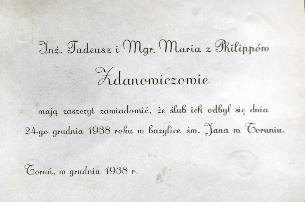 Inż. Tadeusz i Mgr. Maria z Philippów
Zdanowiczowie
mają zaszczyt zawiadomić, że ślub ich odbył się dnia
24-go grudnia 1938 roku w bazylice św. Jana w Toruniu.
Toruń, w grudniu 1938 r.